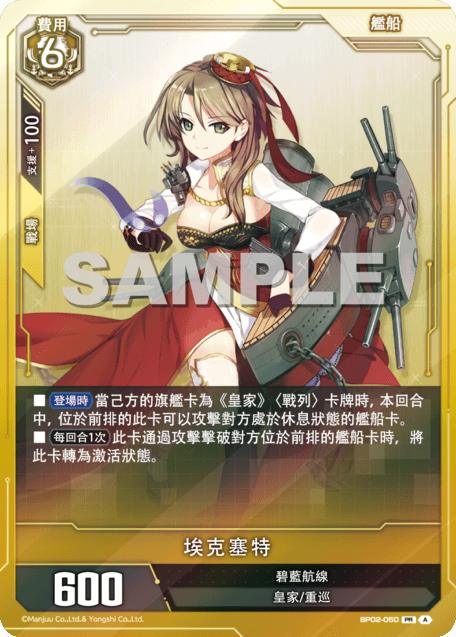 費用
6
艦船
支援+100
戰場
SAMPLE
■ 登場時 當己方的旗艦卡為《皇家》〈戰列〉卡牌時, 本回合
中, 位於前排的此卡可以攻擊對方處於休息狀態的艦船卡。
■ 每回合1次 此卡通過攻擊擊破對方位於前排的艦船卡時, 將
此卡轉為激活狀態。
埃克塞特
600
碧藍航線
皇家/重巡
©Manjuu Co.,Ltd.& Yongshi Co.,Ltd.
BP02-050 PR A